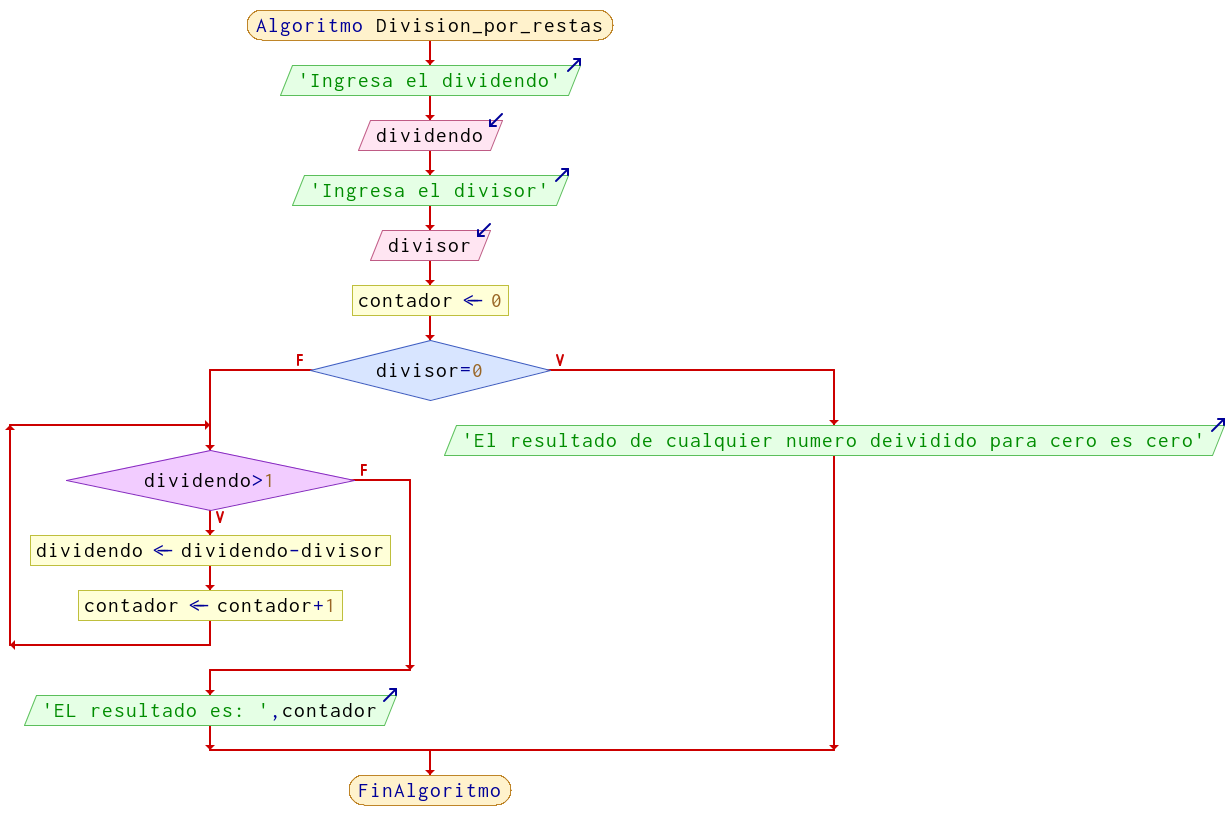 Algoritmo Division_por_restas
'Ingresa el dividendo'
dividendo
'Ingresa el divisor'
divisor
contador ← 0
divisor=0
F
V
'El resultado de cualquier numero deividido para cero es cero'
dividendo>1
F
V
dividendo ← dividendo-divisor
contador ← contador+1
'EL resultado es: ',contador
FinAlgoritmo